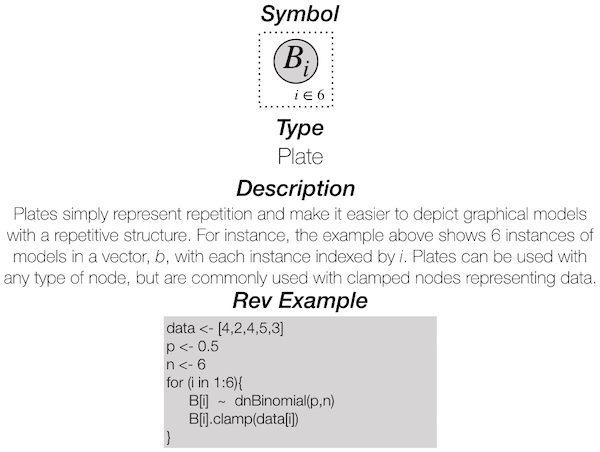 Symbol
B_i
i ∈ 6
Type
Plate
Description
Plates simply represent repetition and make it easier to depict graphical models
with a repetitive structure. For instance, the example above shows 6 instances of
models in a vector, b, with each instance indexed by i. Plates can be used with
any type of node, but are commonly used with clamped nodes representing data.
Rev Example
data <- [4,2,4,5,3]
p <- 0.5
n <- 6
for (i in 1:6){
    B[i]  ~  dnBinomial(p,n)
    B[i].clamp(data[i])
}